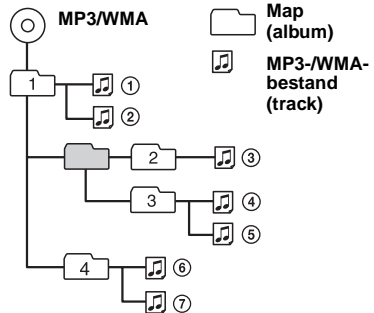 MP3/WMA
Map
(album)
MP3-/WMA-
bestand
(track)
1
①
②
2
③
3
④
⑤
4
⑥
⑦